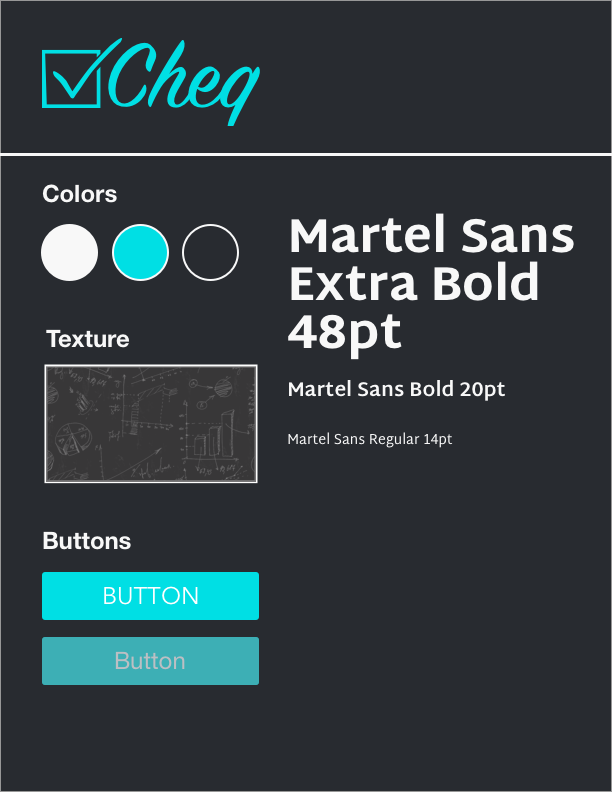 Cheq
Colors
Martel Sans
Extra Bold
48pt
Texture
Martel Sans Bold 20pt
Martel Sans Regular 14pt
Buttons
BUTTON
Button